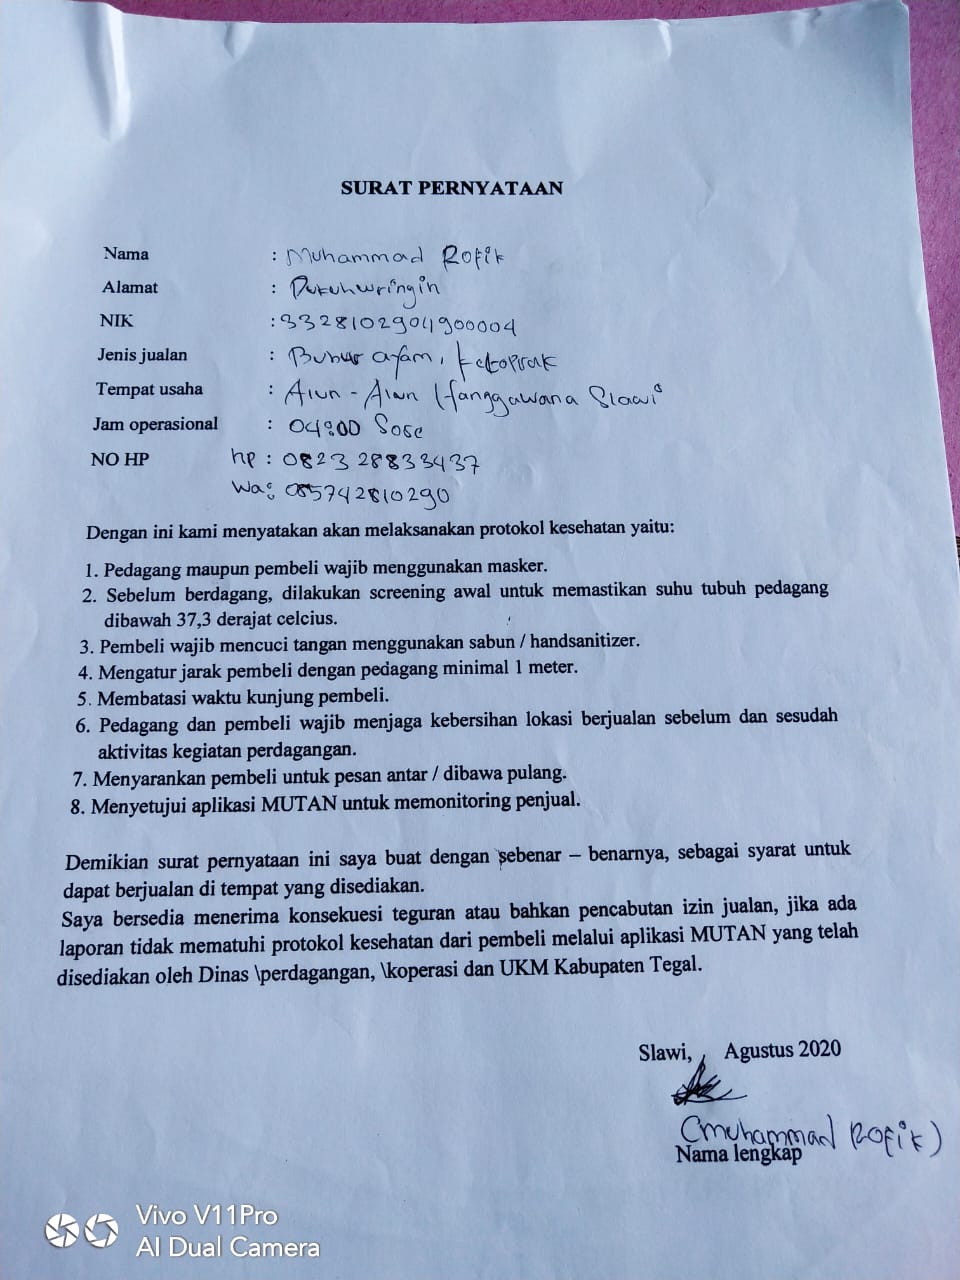 SURAT PERNYATAAN
Nama : Muhammad Rofik
Alamat : Dukuhwringin
NIK : 3328102904900004
Jenis jualan : Bubur ayam, ketoprak
Tempat usaha : Alun - Alun Hanggawana Slawi
Jam operasional : 04:00 Sore
NO HP hp : 082328833437
Wa: 085742810290
Dengan ini kami menyatakan akan melaksanakan protokol kesehatan yaitu:
1. Pedagang maupun pembeli wajib menggunakan masker.
2. Sebelum berdagang, dilakukan screening awal untuk memastikan suhu tubuh pedagang
dibawah 37,3 derajat celcius.
3. Pembeli wajib mencuci tangan menggunakan sabun / handsanitizer.
4. Mengatur jarak pembeli dengan pedagang minimal 1 meter.
5. Membatasi waktu kunjung pembeli.
6. Pedagang dan pembeli wajib menjaga kebersihan lokasi berjualan sebelum dan sesudah
aktivitas kegiatan perdagangan.
7. Menyarankan pembeli untuk pesan antar / dibawa pulang.
8. Menyetujui aplikasi MUTAN untuk memonitoring penjual.
Demikian surat pernyataan ini saya buat dengan sebenar – benarnya, sebagai syarat untuk
dapat berjualan di tempat yang disediakan.
Saya bersedia menerima konsekuesi teguran atau bahkan pencabutan izin jualan, jika ada
laporan tidak mematuhi protokol kesehatan dari pembeli melalui aplikasi MUTAN yang telah
disediakan oleh Dinas \perdagangan, \koperasi dan UKM Kabupaten Tegal.
Slawi, Agustus 2020
(Muhammad Rofik)
Nama lengkap
Vivo V11Pro
AI Dual Camera